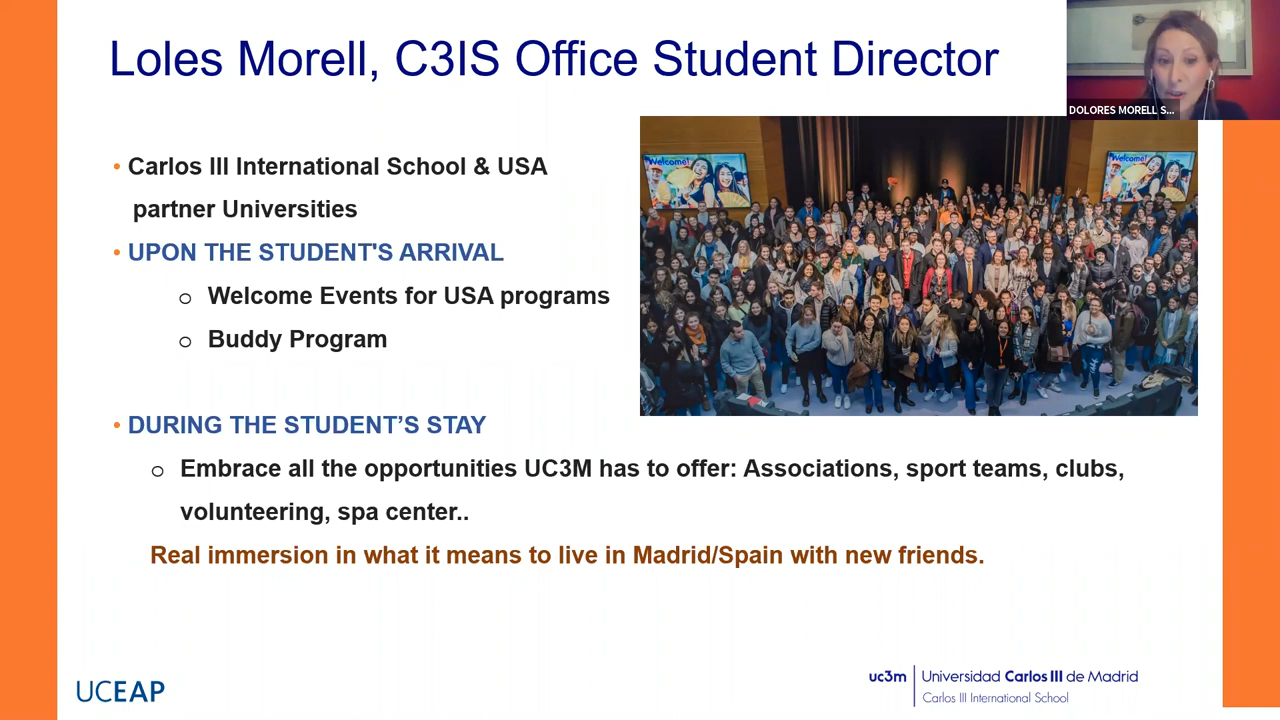 Loles Morell, C3IS Office Student Director
DOLORES MORELL S...
• Carlos III International School & USA
partner Universities
Welcome!
Welcome!
• UPON THE STUDENT'S ARRIVAL
o Welcome Events for USA programs
o Buddy Program
• DURING THE STUDENT’S STAY
o Embrace all the opportunities UC3M has to offer: Associations, sport teams, clubs,
volunteering, spa center..
Real immersion in what it means to live in Madrid/Spain with new friends.
UCEAP
uc3m | Universidad Carlos III de Madrid
Carlos III International School